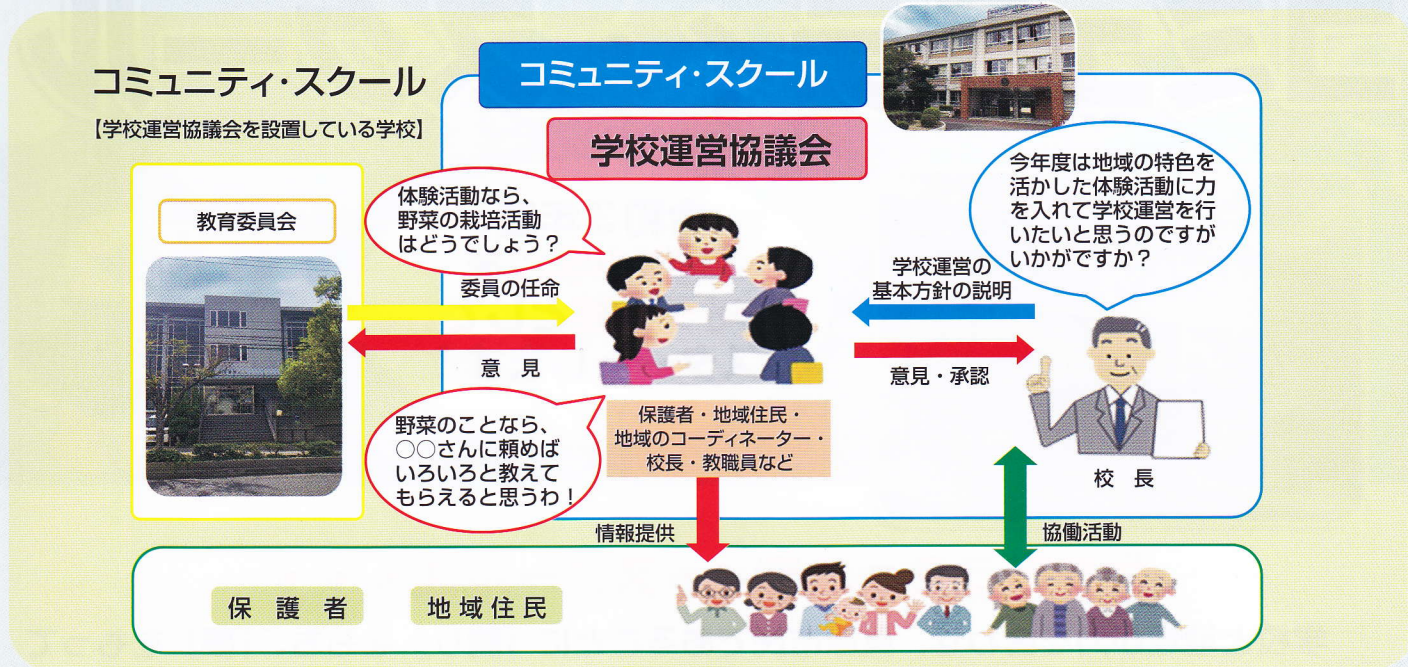 コミュニティ・スクール
【学校運営協議会を設置している学校】
コミュニティ・スクール
学校運営協議会
教育委員会
体験活動なら、
野菜の栽培活動
はどうでしょう？
今年度は地域の特色を
活かした体験活動に力
を入れて学校運営を行
いたいと思うのですが
いかがですか？
委員の任命
意 見
学校運営の
基本方針の説明
意見・承認
野菜のことなら、
○○さんに頼めば
いろいろと教えて
もらえると思うわ！
保護者・地域住民・
地域のコーディネーター・
校長・教職員など
校 長
情報提供
協働活動
保 護 者
地域住民